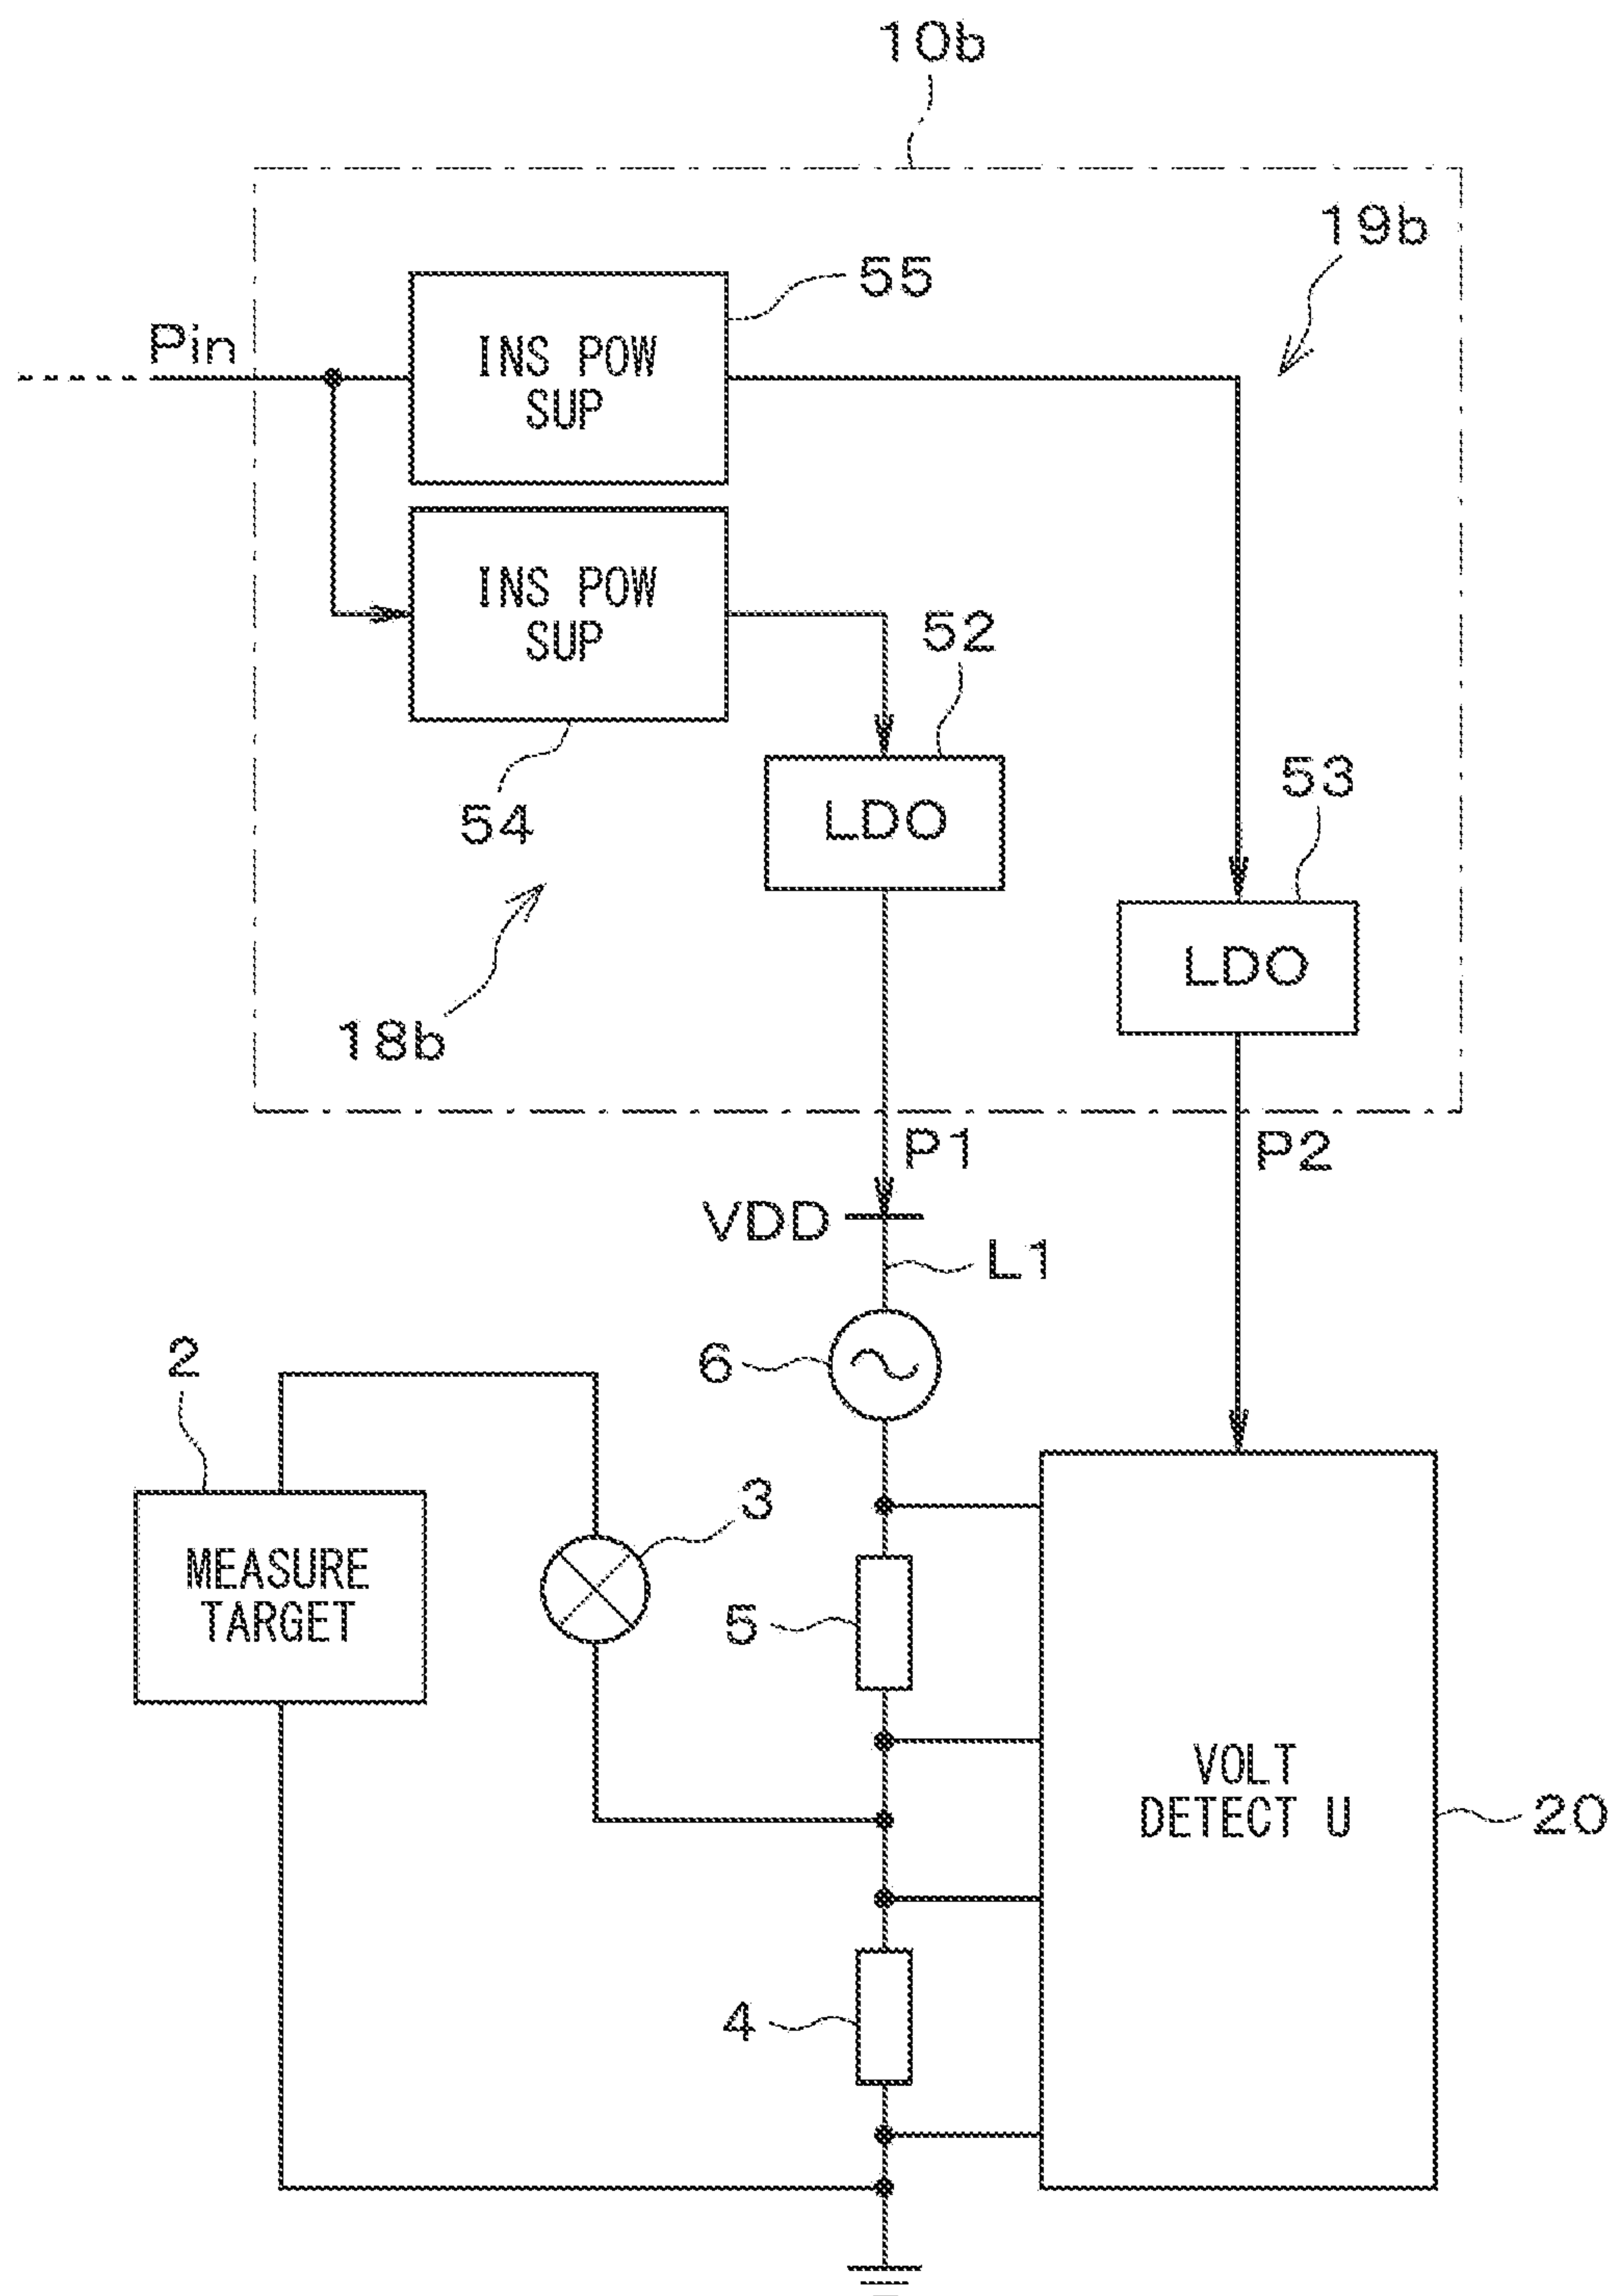 10b
19b
55
Pin
INS POW
SUP
INS POW
SUP
52
54
LDO
53
LDO
18b
P1
P2
VDD
L1
6
2
3
MEASURE
TARGET
5
VOLT
DETECT U
20
4